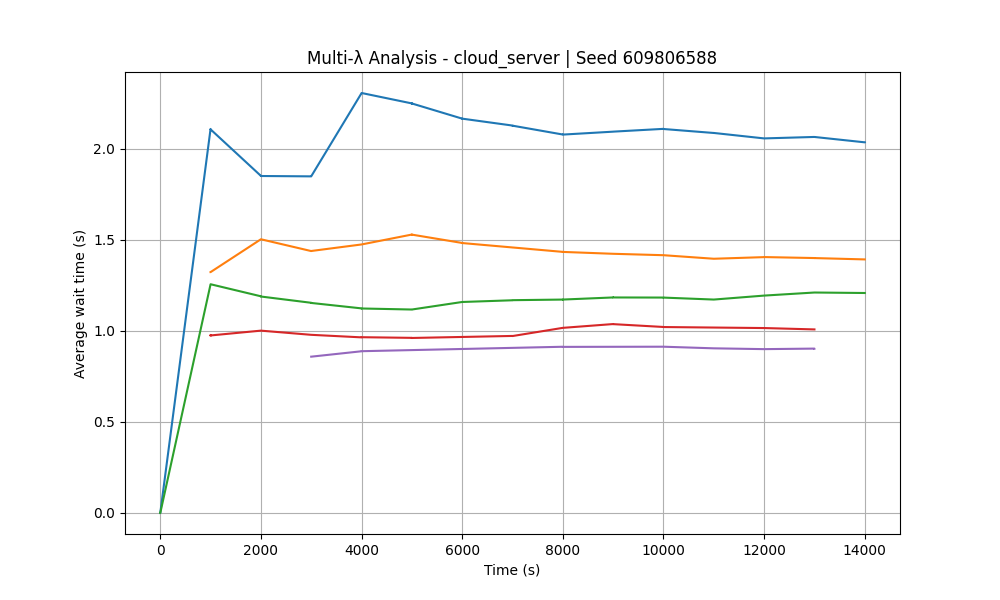 Multi-λ Analysis - cloud_server | Seed 609806588
Average wait time (s)
2.0
1.5
1.0
0.5
0.0
0 2000 4000 6000 8000 10000 12000 14000
Time (s)